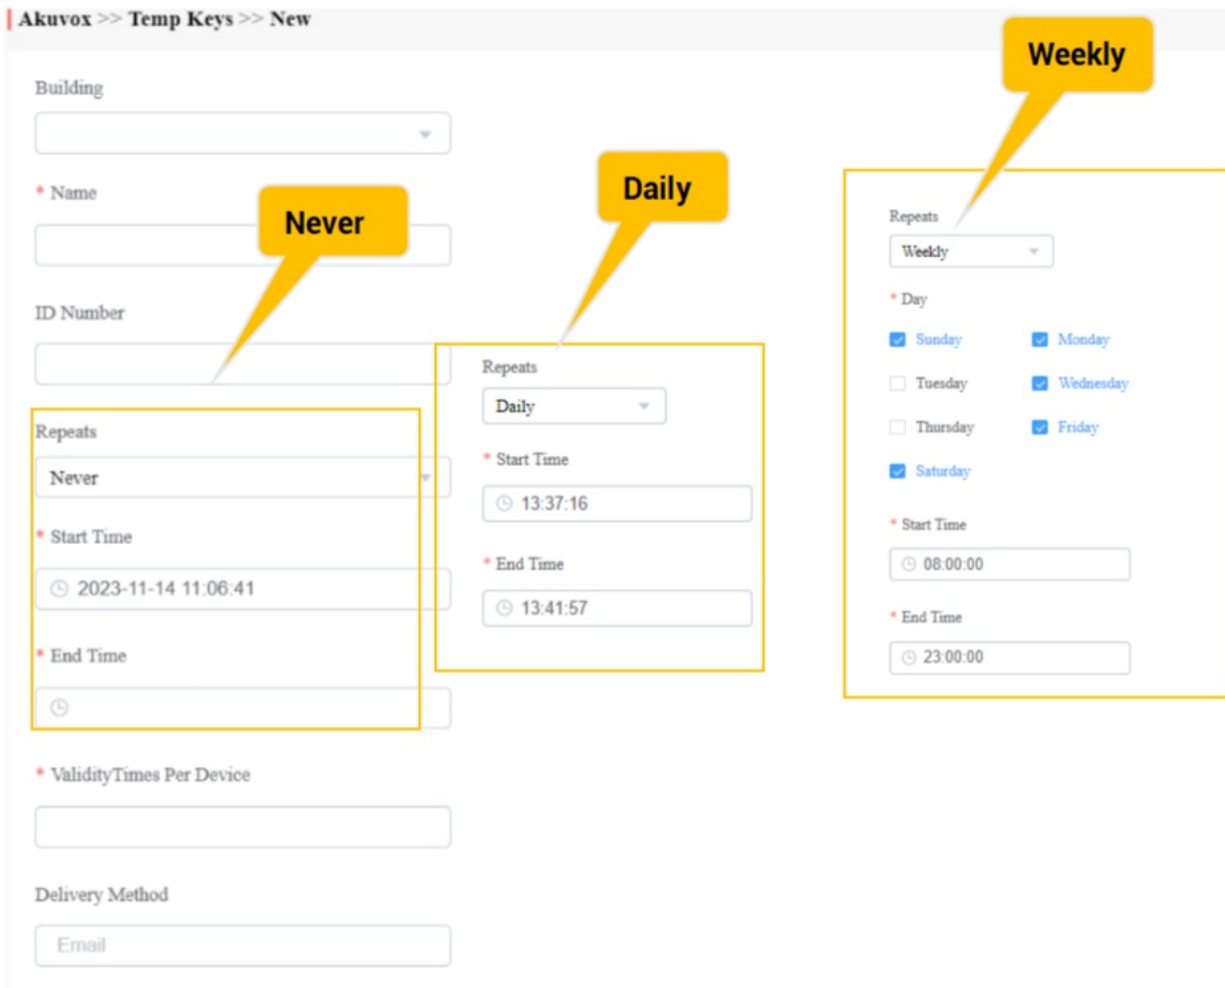 Akuvox >> Temp Keys >> New
Building
* Name
ID Number
Never
Repeats
Never
* Start Time
2023-11-14 11:06:41
* End Time
* ValidityTimes Per Device
Delivery Method
Email
Daily
Repeats
Daily
* Start Time
13:37:16
* End Time
13:41:57
Weekly
Repeats
Weekly
* Day
Sunday Monday
Tuesday Wednesday
Thursday Friday
Saturday
* Start Time
08:00:00
* End Time
23:00:00